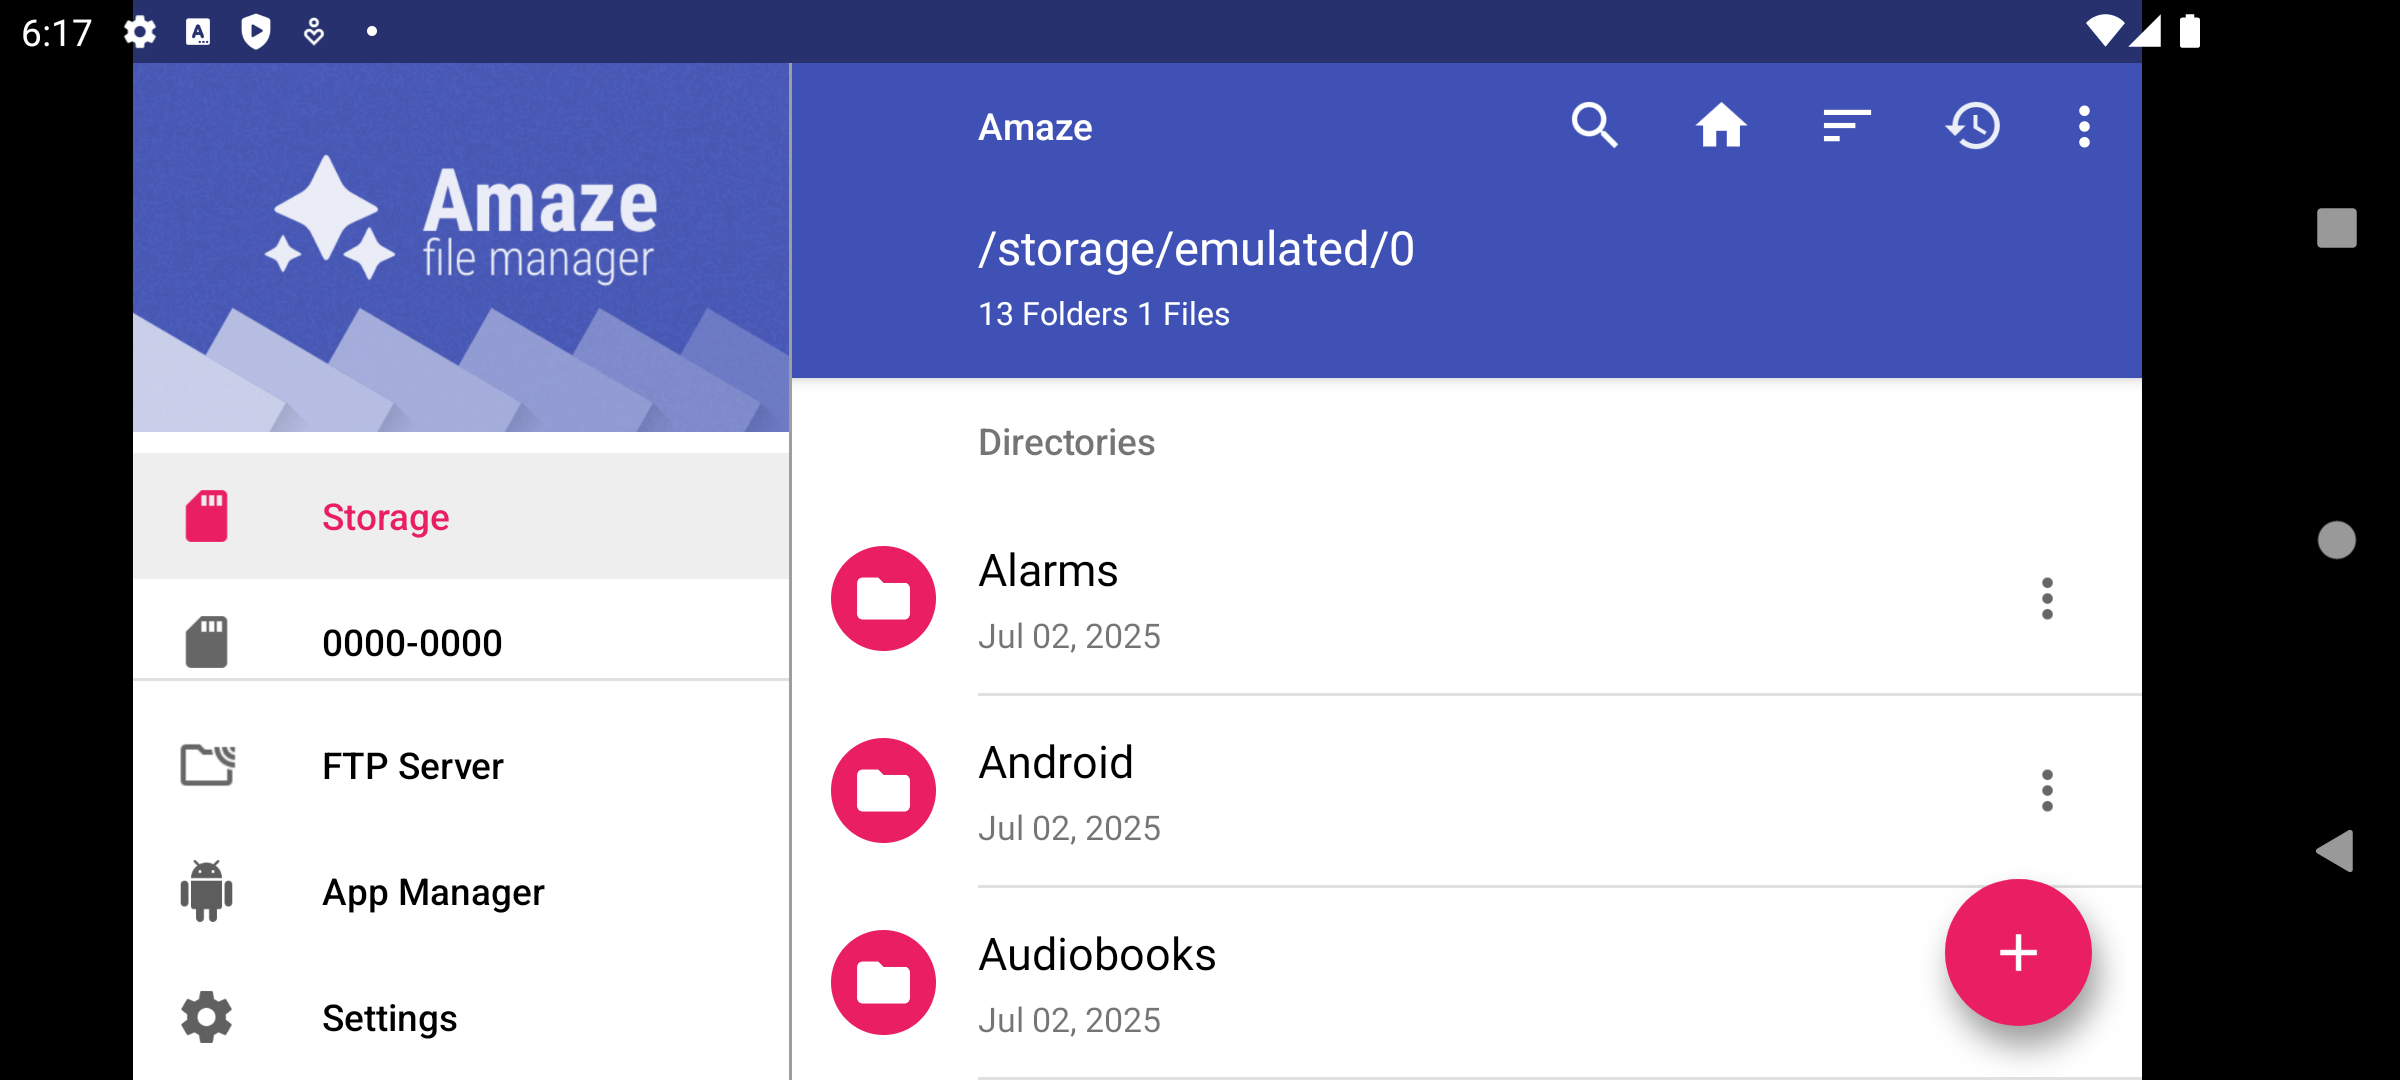 6:17
Amaze
file manager
Storage
0000-0000
FTP Server
App Manager
Settings
Amaze
/storage/emulated/0
13 Folders 1 Files
Directories
Alarms
Jul 02, 2025
Android
Jul 02, 2025
Audiobooks
Jul 02, 2025